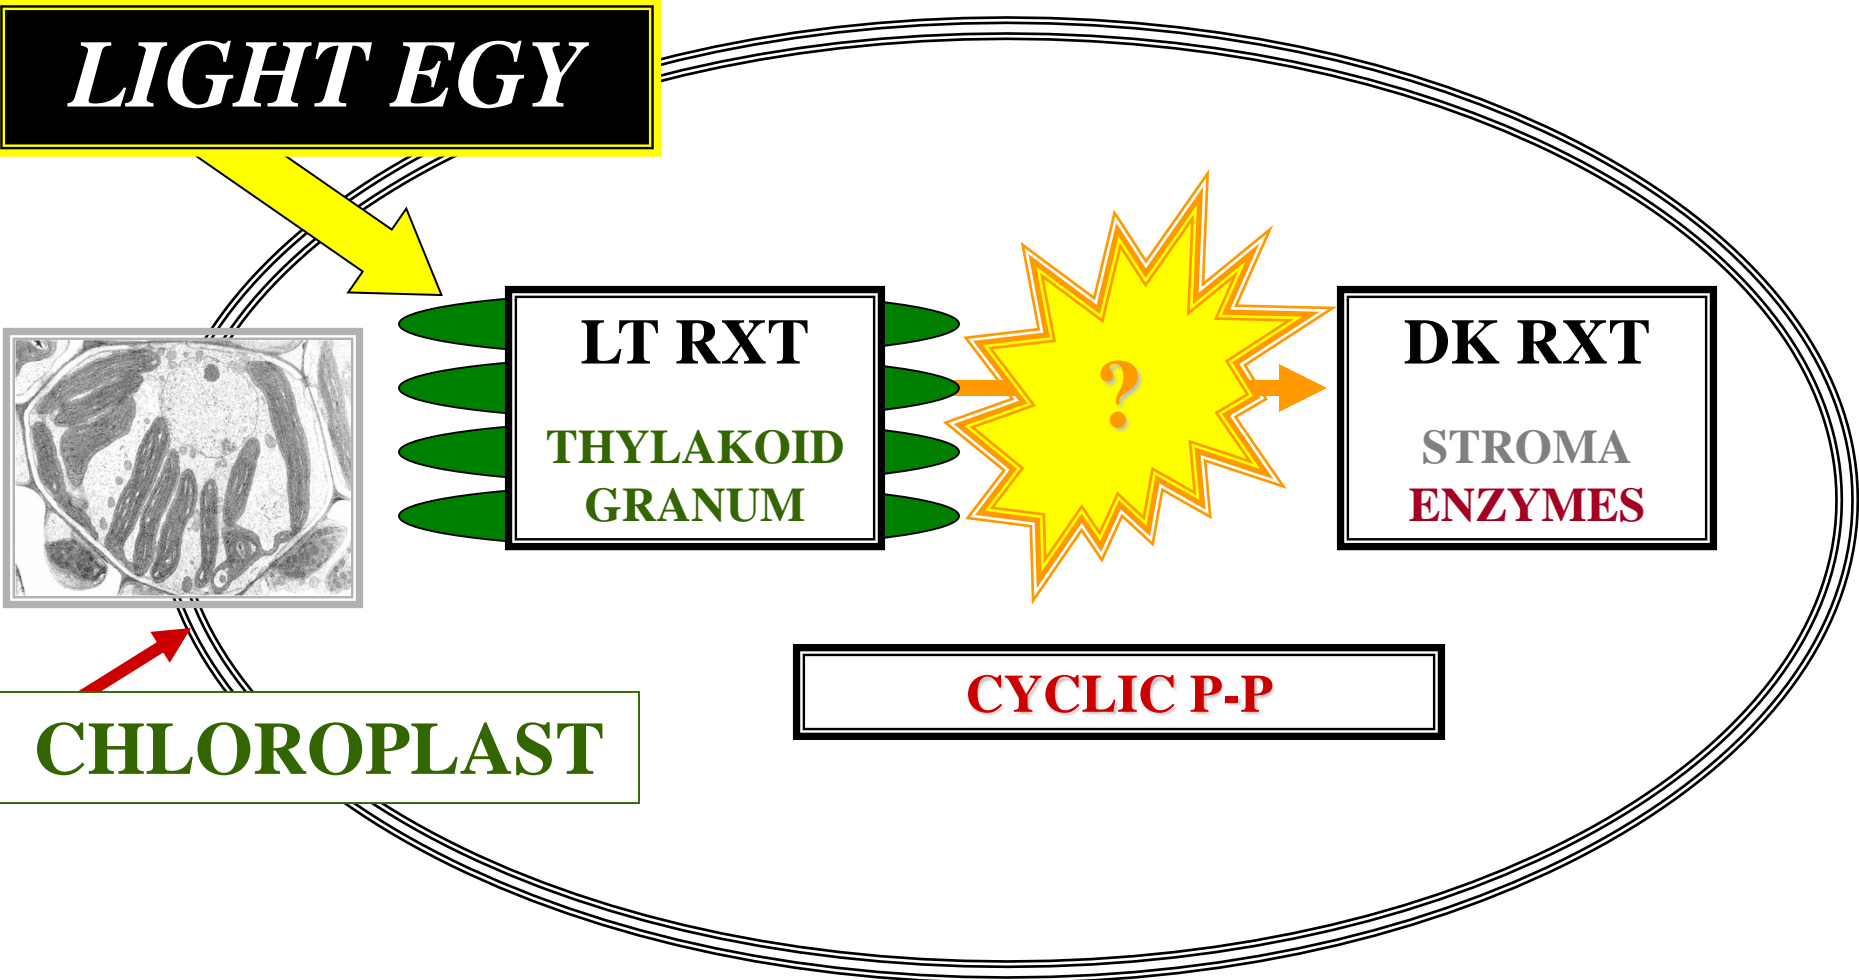 LIGHT EGY
LT RXT
THYLAKOID
GRANUM
?
DK RXT
STROMA
ENZYMES
CYCLIC P-P
CHLOROPLAST